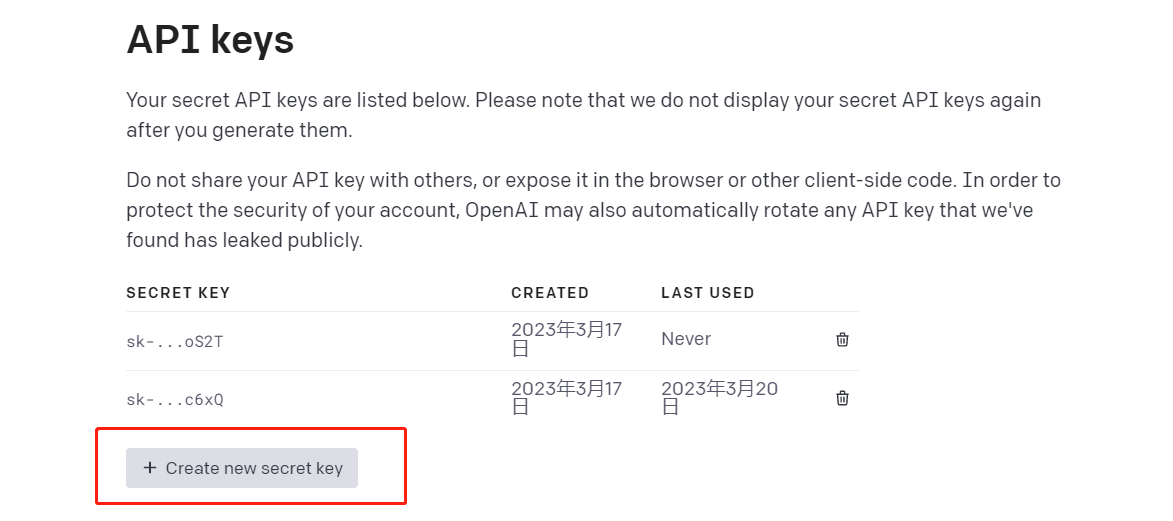 API keys
Your secret API keys are listed below. Please note that we do not display your secret API keys again
after you generate them.
Do not share your API key with others, or expose it in the browser or other client-side code. In order to
protect the security of your account, OpenAI may also automatically rotate any API key that we've
found has leaked publicly.
SECRET KEY CREATED LAST USED
sk-...oS2T 2023年3月17日 Never
sk-...c6xQ 2023年3月17日 2023年3月20日
+ Create new secret key